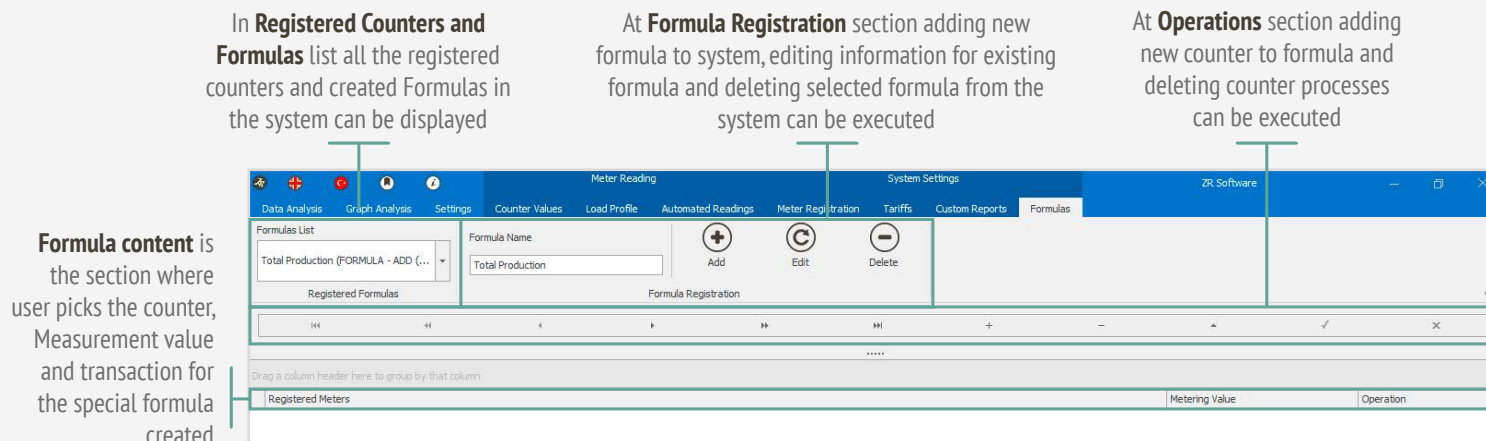 In Registered Counters and
Formulas list all the registered
counters and created Formulas in
the system can be displayed
At Formula Registration section adding new
formula to system, editing information for existing
formula and deleting selected formula from the
system can be executed
At Operations section adding
new counter to formula and
deleting counter processes
can be executed
Formula content is
the section where
user picks the counter,
Measurement value
and transaction for
the special formula
created
Meter Reading System Settings ZR Software
Data Analysis Graph Analysis Settings Counter Values Load Profile Automated Readings Meter Registration Tariffs Custom Reports Formulas
Formulas List
Total Production (FORMULA - ADD (...
Registered Formulas
Formula Name
Total Production
Add Edit Delete
Formula Registration
Drag a column header here to group by that column
Registered Meters Metering Value Operation